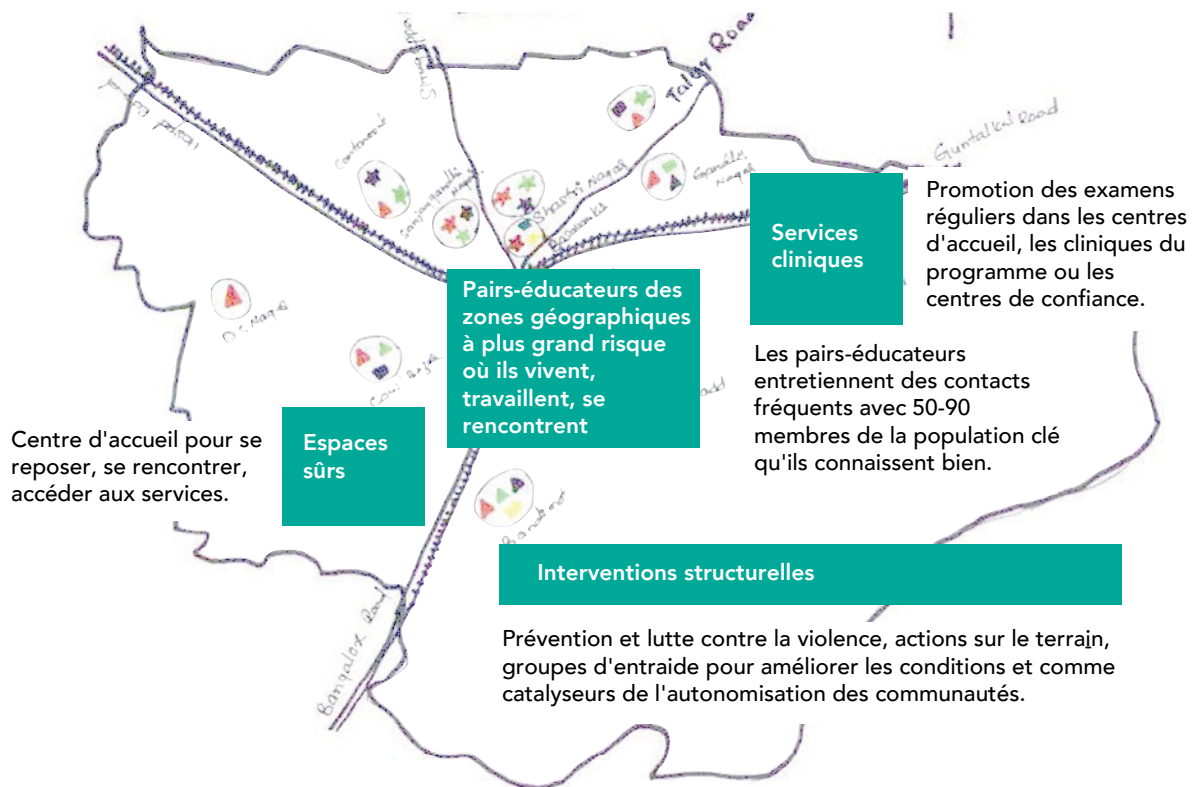 Road
Guntalkal Road
Cantonment
Gandhi
Nagar
Shastri Nagar
Services
cliniques
Promotion des examens
réguliers dans les centres
d'accueil, les cliniques du
programme ou les
centres de confiance.
Pairs-éducateurs des
zones géographiques
à plus grand risque
où ils vivent,
travaillent, se
rencontrent
Les pairs-éducateurs
entretiennent des contacts
fréquents avec 50-90
membres de la population clé
qu'ils connaissent bien.
Espaces
sûrs
Centre d'accueil pour se
reposer, se rencontrer,
accéder aux services.
Interventions structurelles
Prévention et lutte contre la violence, actions sur le terrain,
groupes d'entraide pour améliorer les conditions et comme
catalyseurs de l'autonomisation des communautés.